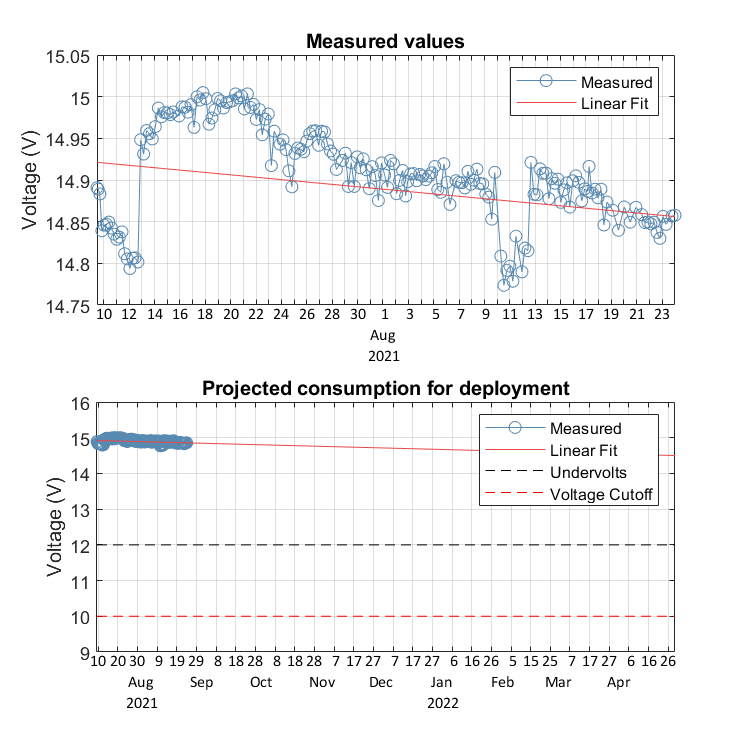 Measured values
15.05
15
14.95
14.9
14.85
14.8
14.75
Voltage (V)
Measured
Linear Fit
10 12 14 16 18 20 22 24 26 28 30 1 3 5 7 9 11 13 15 17 19 21 23
Aug
2021
Projected consumption for deployment
16
15
14
13
12
11
10
9
Voltage (V)
Measured
Linear Fit
Undervolts
Voltage Cutoff
10 20 30 9 19 29 8 18 28 8 18 28 7 17 27 7 17 27 6 16 26 5 15 25 7 17 27 6 16 26
Aug Sep Oct Nov Dec Jan Feb Mar Apr
2021 2022